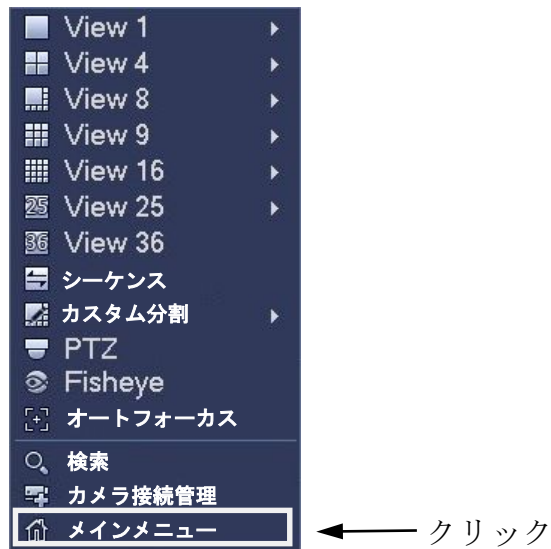 View 1
View 4
View 8
View 9
View 16
25 View 25
36 View 36
シーケンス
カスタム分割
PTZ
Fisheye
オートフォーカス
検索
カメラ接続管理
メインメニュー クリック